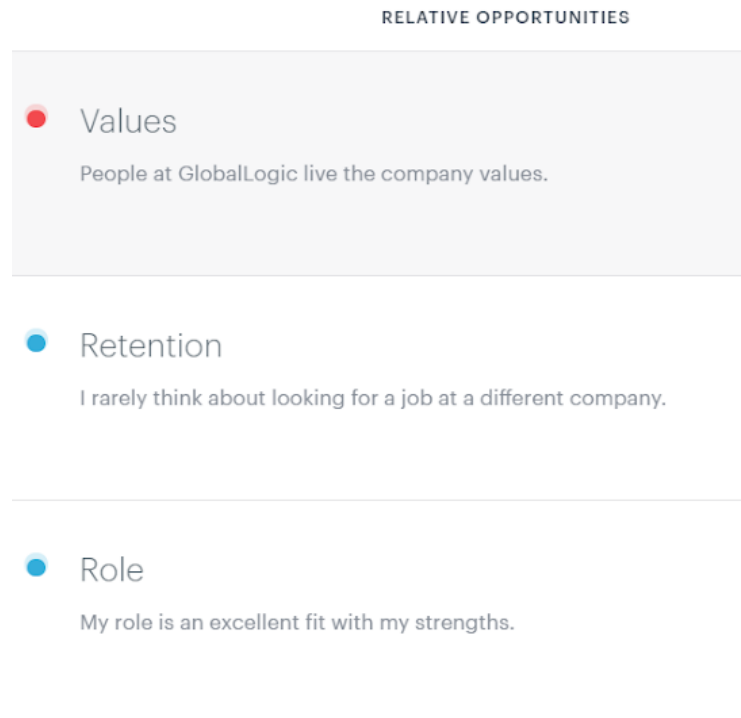 RELATIVE OPPORTUNITIES
Values
People at GlobalLogic live the company values.
Retention
I rarely think about looking for a job at a different company.
Role
My role is an excellent fit with my strengths.